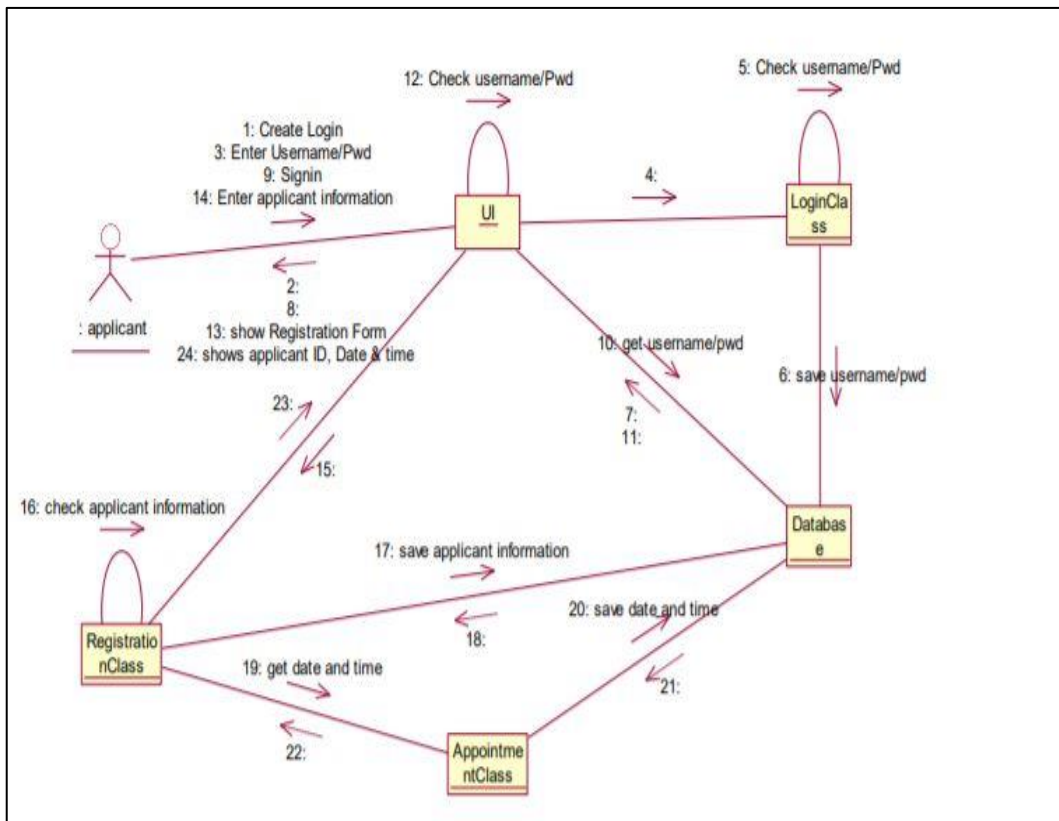 12: Check username/Pwd
5: Check username/Pwd
1: Create Login
3: Enter Username/Pwd
9: Signin
14: Enter applicant information
4:
UI
LoginCla
ss
: applicant
2:
8:
13: show Registration Form
24: shows applicant ID, Date & time
10: get username/pwd
6: save username/pwd
23:
7:
11:
15:
16: check applicant information
17: save applicant information
Databas
e
20: save date and time
18:
Registratio
nClass
19: get date and time
21:
22:
Appointme
ntClass